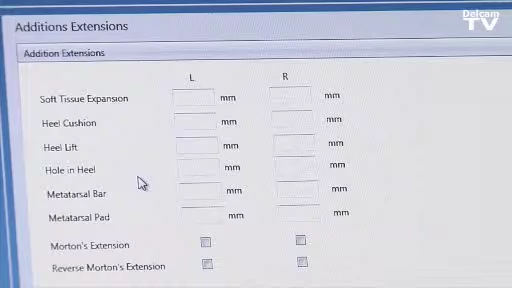 Delcam
TV
Additions Extensions
Addition Extensions
L R
Soft Tissue Expansion mm mm
Heel Cushion mm mm
Heel Lift mm mm
Hole in Heel mm mm
Metatarsal Bar mm mm
Metatarsal Pad mm mm
Morton's Extension
Reverse Morton's Extension